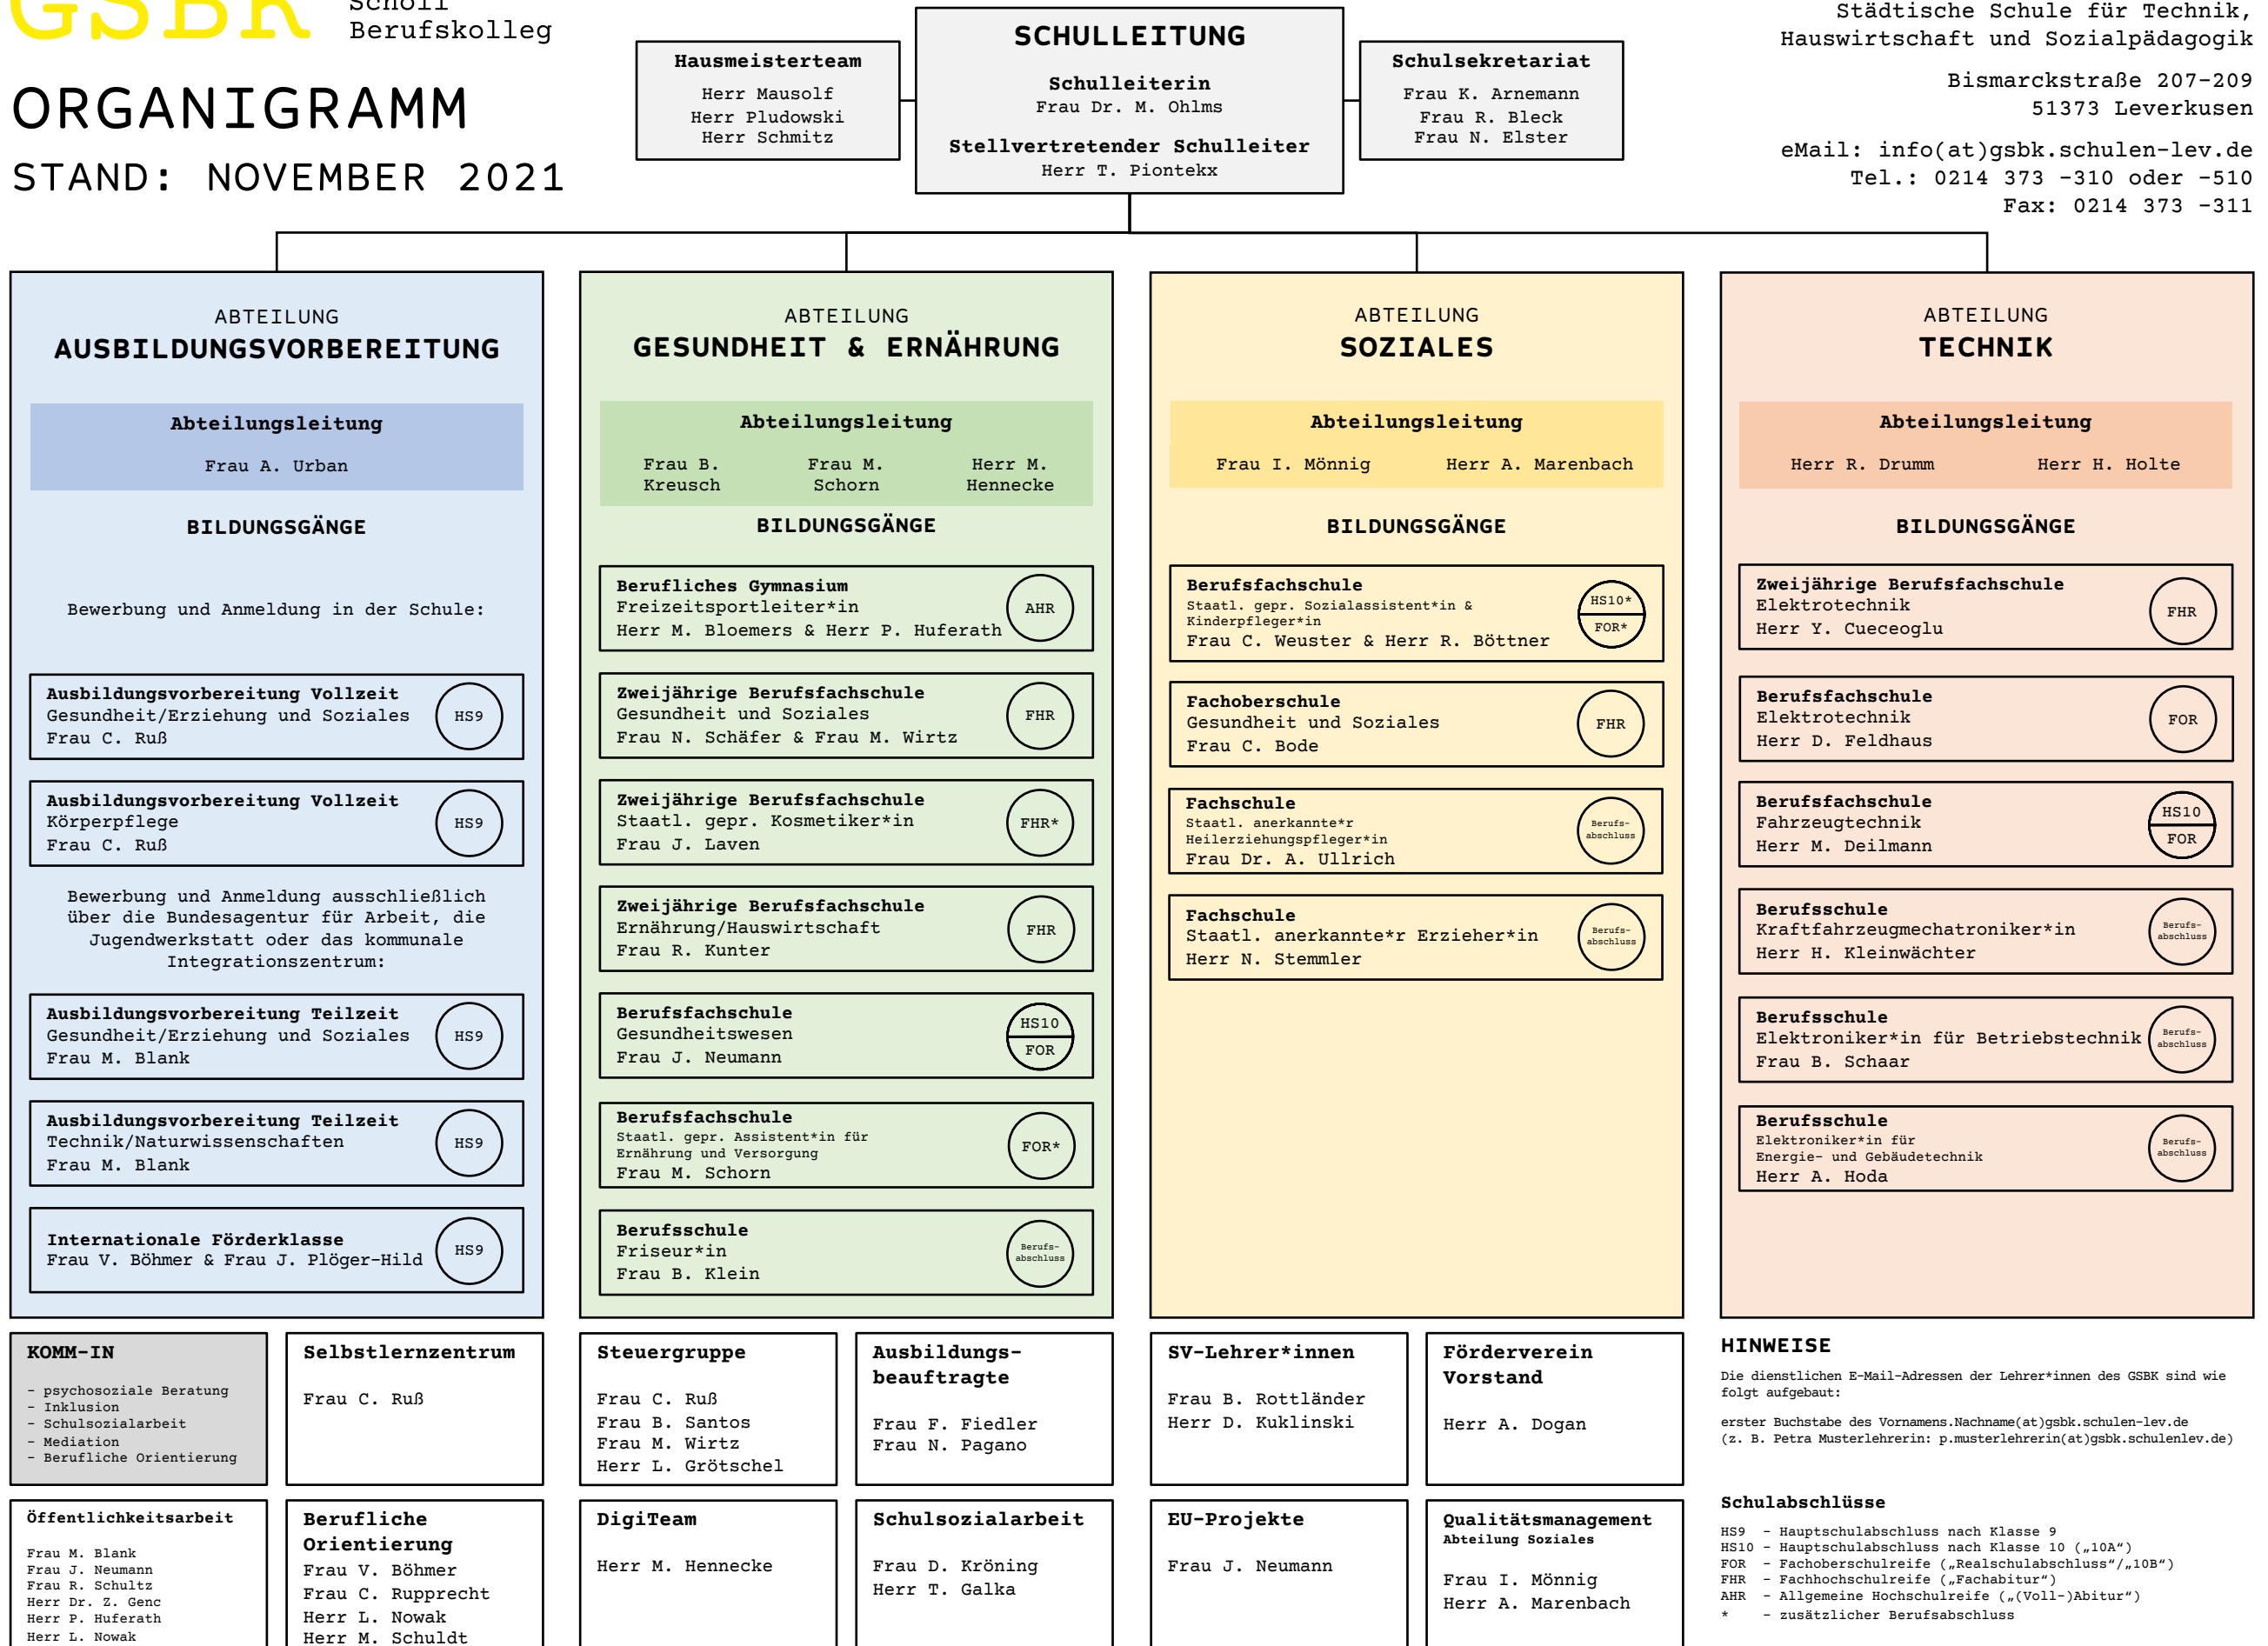 GSBK
Scholl
Berufskolleg
ORGANIGRAMM
STAND: NOVEMBER 2021
Hausmeisterteam
Herr Mausolf
Herr Pludowski
Herr Schmitz
SCHULLEITUNG
Schulleiterin
Frau Dr. M. Ohlms
Stellvertretender Schulleiter
Herr T. Piontekx
Schulsekretariat
Frau K. Arnemann
Frau R. Bleck
Frau N. Elster
Städtische Schule für Technik,
Hauswirtschaft und Sozialpädagogik
Bismarckstraße 207-209
51373 Leverkusen
eMail: info(at)gsbk.schulen-lev.de
Tel.: 0214 373 -310 oder -510
Fax: 0214 373 -311
ABTEILUNG
AUSBILDUNGSVORBEREITUNG
Abteilungsleitung
Frau A. Urban
BILDUNGSGÄNGE
Bewerbung und Anmeldung in der Schule:
Ausbildungsvorbereitung Vollzeit
Gesundheit/Erziehung und Soziales
Frau C. Ruß
HS9
Ausbildungsvorbereitung Vollzeit
Körperpflege
Frau C. Ruß
HS9
Bewerbung und Anmeldung ausschließlich
über die Bundesagentur für Arbeit, die
Jugendwerkstatt oder das kommunale
Integrationszentrum:
Ausbildungsvorbereitung Teilzeit
Gesundheit/Erziehung und Soziales
Frau M. Blank
HS9
Ausbildungsvorbereitung Teilzeit
Technik/Naturwissenschaften
Frau M. Blank
HS9
Internationale Förderklasse
Frau V. Böhmer & Frau J. Plöger-Hild
HS9
ABTEILUNG
GESUNDHEIT & ERNÄHRUNG
Abteilungsleitung
Frau B. Kreusch
Frau M. Schorn
Herr M. Hennecke
BILDUNGSGÄNGE
Berufliches Gymnasium
Freizeitsportleiter*in
Herr M. Bloemers & Herr P. Huferath
AHR
Zweijährige Berufsfachschule
Gesundheit und Soziales
Frau N. Schäfer & Frau M. Wirtz
FHR
Zweijährige Berufsfachschule
Staatl. gepr. Kosmetiker*in
Frau J. Laven
FHR*
Zweijährige Berufsfachschule
Ernährung/Hauswirtschaft
Frau R. Kunter
FHR
Berufsfachschule
Gesundheitswesen
Frau J. Neumann
HS10
FOR
Berufsfachschule
Staatl. gepr. Assistent*in für
Ernährung und Versorgung
Frau M. Schorn
FOR*
Berufsschule
Friseur*in
Frau B. Klein
Berufs-
abschluss
ABTEILUNG
SOZIALES
Abteilungsleitung
Frau I. Mönnig
Herr A. Marenbach
BILDUNGSGÄNGE
Berufsfachschule
Staatl. gepr. Sozialassistent*in &
Kinderpfleger*in
Frau C. Weuster & Herr R. Böttner
HS10*
FOR*
Fachoberschule
Gesundheit und Soziales
Frau C. Bode
FHR
Fachschule
Staatl. anerkannte*r
Heilerziehungspfleger*in
Frau Dr. A. Ullrich
Berufs-
abschluss
Fachschule
Staatl. anerkannte*r Erzieher*in
Herr N. Stemmler
Berufs-
abschluss
ABTEILUNG
TECHNIK
Abteilungsleitung
Herr R. Drumm
Herr H. Holte
BILDUNGSGÄNGE
Zweijährige Berufsfachschule
Elektrotechnik
Herr Y. Cueceoglu
FHR
Berufsfachschule
Elektrotechnik
Herr D. Feldhaus
FOR
Berufsfachschule
Fahrzeugtechnik
Herr M. Deilmann
HS10
FOR
Berufsschule
Kraftfahrzeugmechatroniker*in
Herr H. Kleinwächter
Berufs-
abschluss
Berufsschule
Elektroniker*in für Betriebstechnik
Frau B. Schaar
Berufs-
abschluss
Berufsschule
Elektroniker*in für
Energie- und Gebäudetechnik
Herr A. Hoda
Berufs-
abschluss
KOMM-IN
- psychosoziale Beratung
- Inklusion
- Schulsozialarbeit
- Mediation
- Berufliche Orientierung
Selbstlernzentrum
Frau C. Ruß
Steuergruppe
Frau C. Ruß
Frau B. Santos
Frau M. Wirtz
Herr L. Grötschel
Ausbildungs-
beauftragte
Frau F. Fiedler
Frau N. Pagano
SV-Lehrer*innen
Frau B. Rottländer
Herr D. Kuklinski
Förderverein
Vorstand
Herr A. Dogan
HINWEISE
Die dienstlichen E-Mail-Adressen der Lehrer*innen des GSBK sind wie
folgt aufgebaut:
erster Buchstabe des Vornamens.Nachname(at)gsbk.schulen-lev.de
(z. B. Petra Musterlehrerin: p.musterlehrerin(at)gsbk.schulenlev.de)
Öffentlichkeitsarbeit
Frau M. Blank
Frau J. Neumann
Frau R. Schultz
Herr Dr. Z. Genc
Herr P. Huferath
Herr L. Nowak
Berufliche
Orientierung
Frau V. Böhmer
Frau C. Rupprecht
Herr L. Nowak
Herr M. Schuldt
DigiTeam
Herr M. Hennecke
Schulsozialarbeit
Frau D. Kröning
Herr T. Galka
EU-Projekte
Frau J. Neumann
Qualitätsmanagement
Abteilung Soziales
Frau I. Mönnig
Herr A. Marenbach
Schulabschlüsse
HS9 - Hauptschulabschluss nach Klasse 9
HS10 - Hauptschulabschluss nach Klasse 10 („10A“)
FOR - Fachoberschulreife („Realschulabschluss“/„10B“)
FHR - Fachhochschulreife („Fachabitur“)
AHR - Allgemeine Hochschulreife („(Voll-)Abitur“)
* - zusätzlicher Berufsabschluss